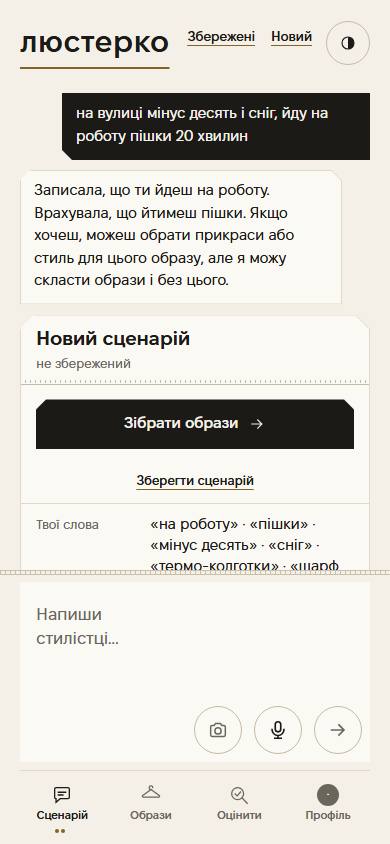 люстерко
Збережені Новий
на вулиці мінус десять і сніг, йду на
роботу пішки 20 хвилин
Записала, що ти йдеш на роботу.
Врахувала, що йтимеш пішки. Якщо
хочеш, можеш обрати прикраси або
стиль для цього образу, але я можу
скласти образи і без цього.
Новий сценарій
не збережений
Зібрати образи →
Зберегти сценарій
Твої слова «на роботу» · «пішки» ·
«мінус десять» · «сніг» ·
«термо-колготки» · «шарф
Напиши
стилістці...
Сценарій Образи Оцінити Профіль